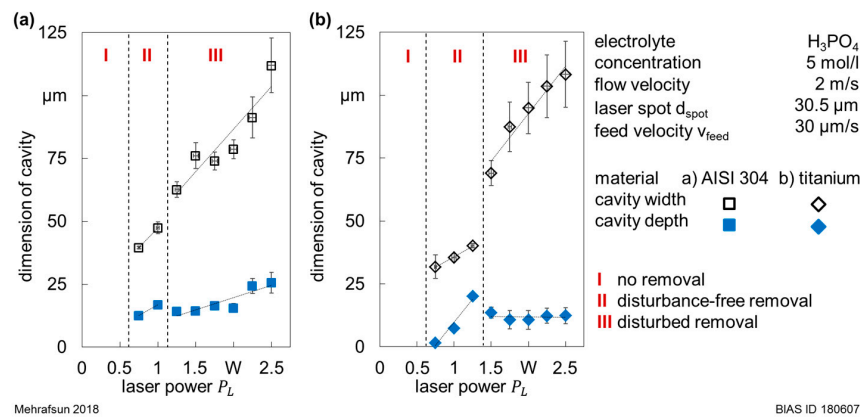 (a)
125
µm
75
50
25
0
dimension of cavity
I
II
III
0
0.5
1
1.5
W
2.5
laser power P_L
(b)
125
µm
75
50
25
0
dimension of cavity
I
II
III
0
0.5
1
1.5
W
2.5
laser power P_L
electrolyte H₃PO₄
concentration 5 mol/l
flow velocity 2 m/s
laser spot d_spot 30.5 µm
feed velocity v_feed 30 µm/s
material a) AISI 304 b) titanium
cavity width
cavity depth
I no removal
II disturbance-free removal
III disturbed removal
Mehrafsun 2018
BIAS ID 180607